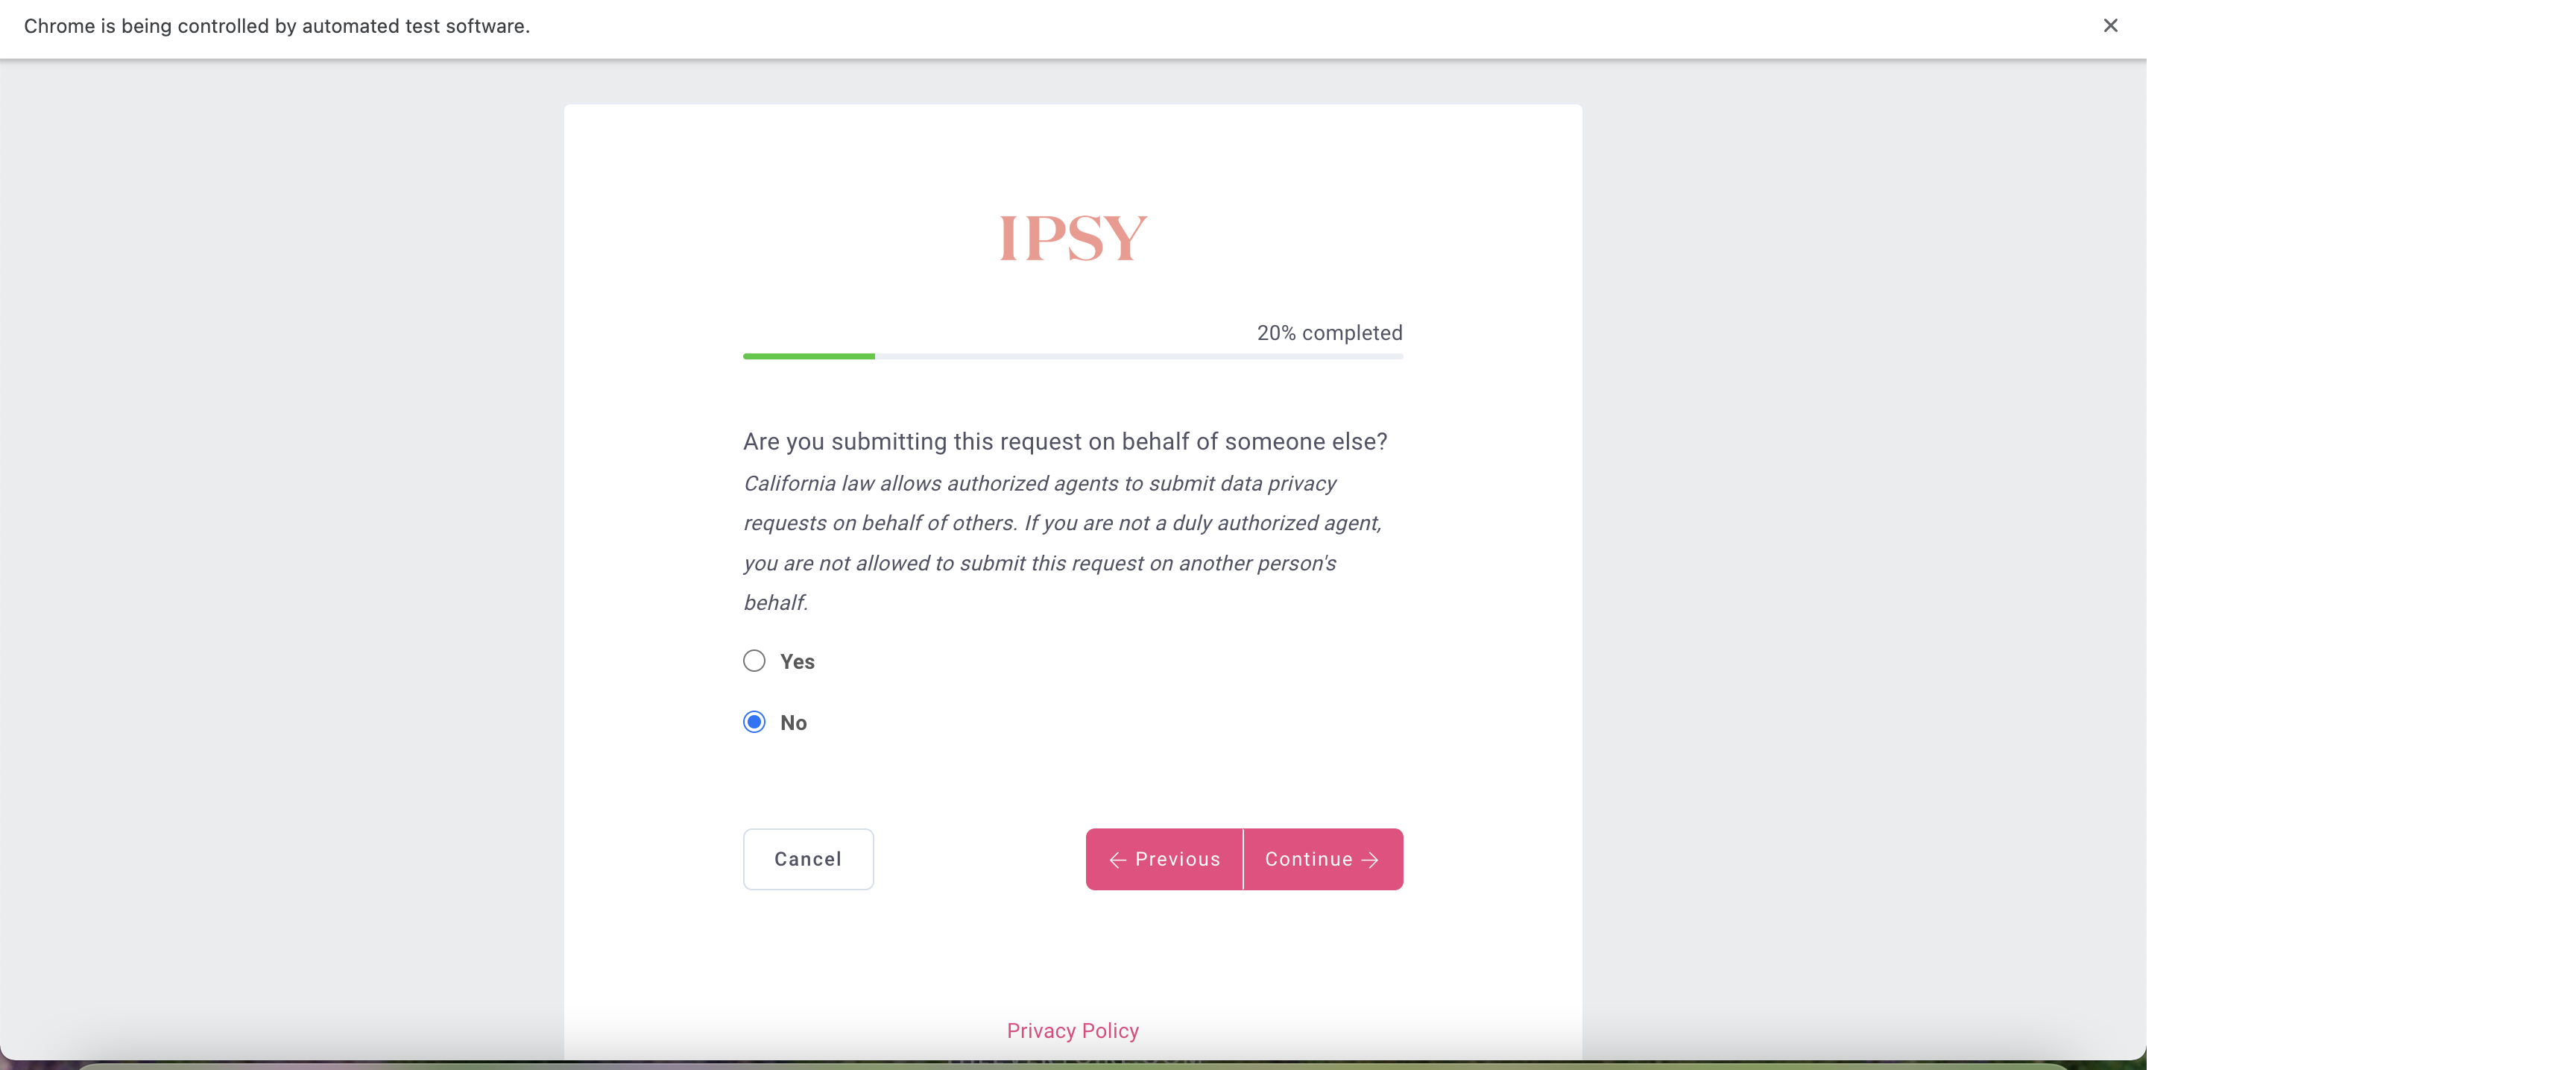 Chrome is being controlled by automated test software.
IPSY
20% completed
Are you submitting this request on behalf of someone else?
California law allows authorized agents to submit data privacy
requests on behalf of others. If you are not a duly authorized agent,
you are not allowed to submit this request on another person's
behalf.
Yes
No
Cancel
← Previous
Continue →
Privacy Policy